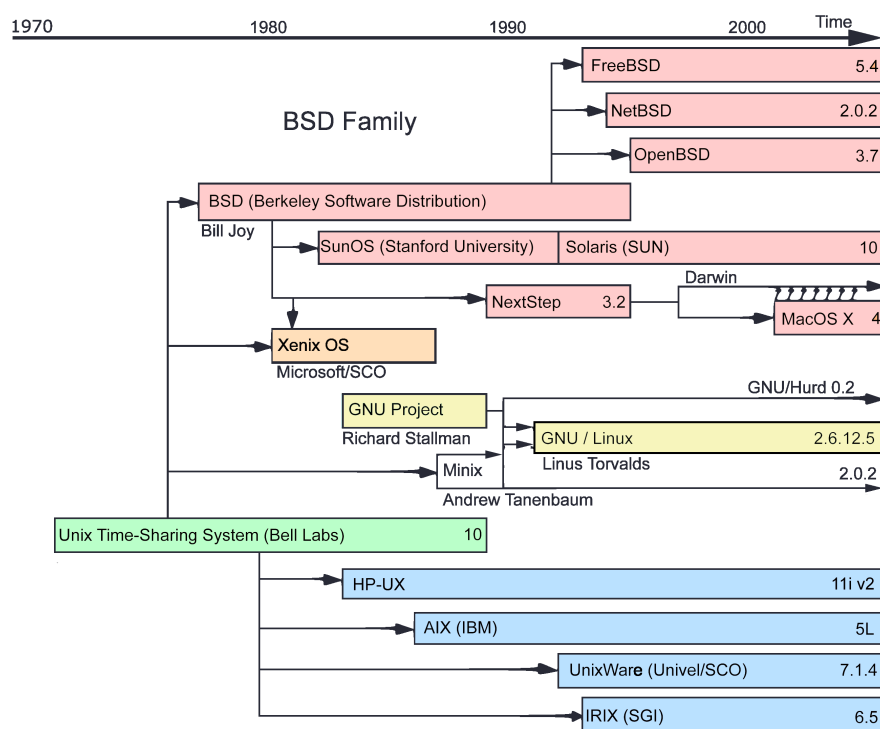 1970 1980 1990 2000 Time
FreeBSD 5.4
NetBSD 2.0.2
BSD Family
OpenBSD 3.7
BSD (Berkeley Software Distribution)
Bill Joy
SunOS (Stanford University) Solaris (SUN) 10
Darwin
NextStep 3.2
MacOS X 4
Xenix OS
Microsoft/SCO
GNU/Hurd 0.2
GNU Project
Richard Stallman
GNU / Linux 2.6.12.5
Linus Torvalds
Minix
2.0.2
Andrew Tanenbaum
Unix Time-Sharing System (Bell Labs) 10
HP-UX 11i v2
AIX (IBM) 5L
UnixWare (Univel/SCO) 7.1.4
IRIX (SGI) 6.5